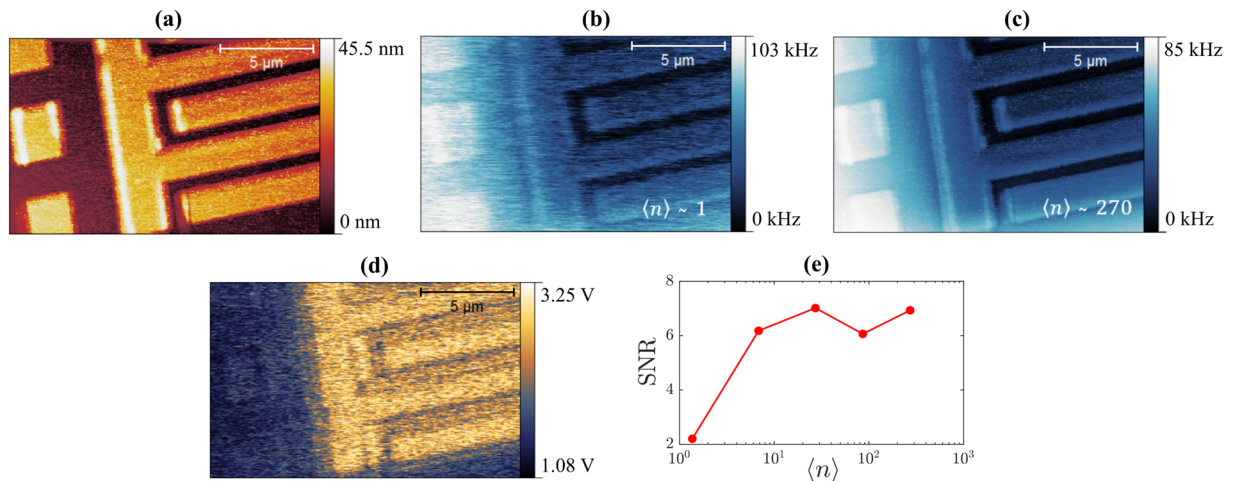 (a)
5 μm
45.5 nm
0 nm
(b)
5 μm
⟨n⟩ ~ 1
103 kHz
0 kHz
(c)
5 μm
⟨n⟩ ~ 270
85 kHz
0 kHz
(d)
5 μm
3.25 V
1.08 V
(e)
8
6
4
2
SNR
10⁰ 10¹ 10² 10³
⟨n⟩